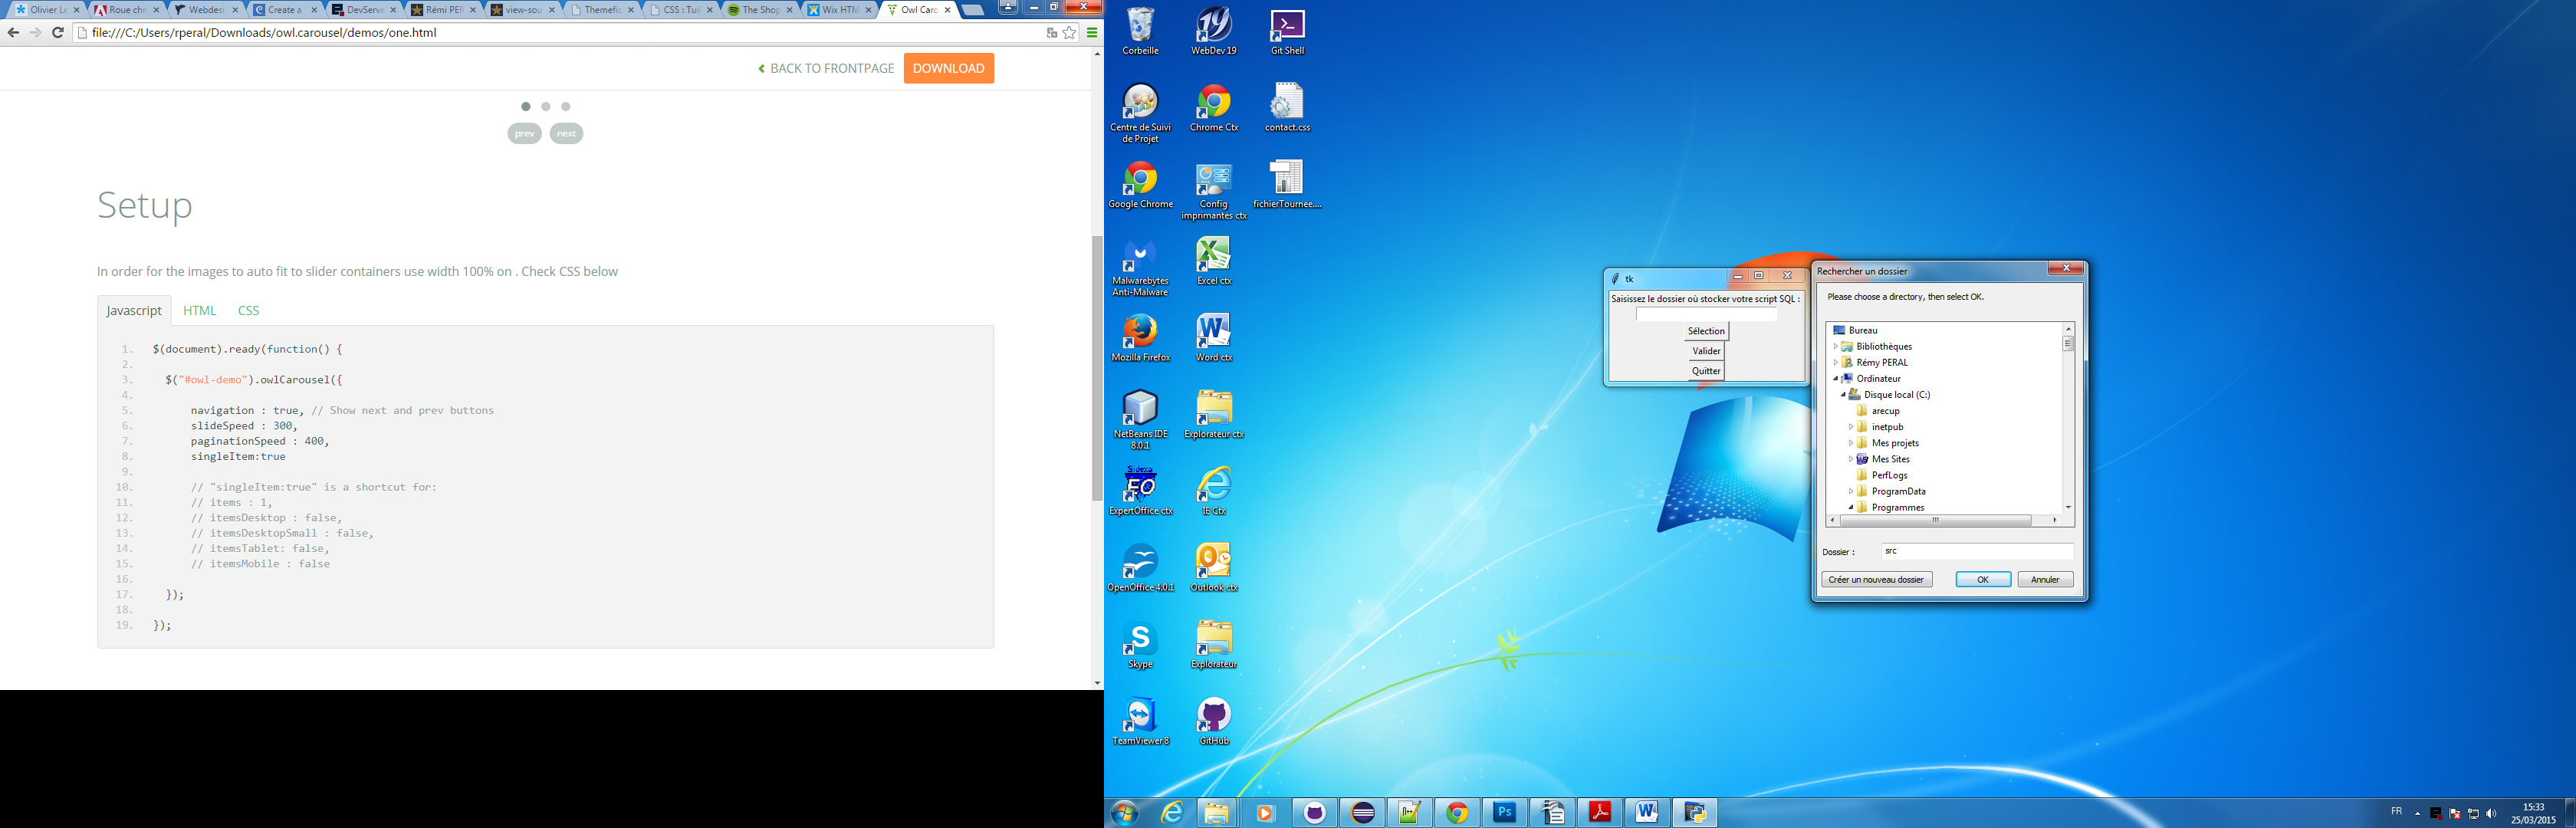 Olivier Le
Roue chr
Webdesi
Create a
DevServe
Rémi PER
view-sou
Themefis
CSS : Tui
The Shop
Wix HTM
Owl Caro
file:///C:/Users/rperal/Downloads/owl.carousel/demos/one.html
BACK TO FRONTPAGE
DOWNLOAD
prev
next
Setup
In order for the images to auto fit to slider containers use width 100% on . Check CSS below
Javascript
HTML
CSS
1. $(document).ready(function() {
2.
3. $("#owl-demo").owlCarousel({
4.
5. navigation : true, // Show next and prev buttons
6. slideSpeed : 300,
7. paginationSpeed : 400,
8. singleItem:true
9.
10. // "singleItem:true" is a shortcut for:
11. // items : 1,
12. // itemsDesktop : false,
13. // itemsDesktopSmall : false,
14. // itemsTablet: false,
15. // itemsMobile : false
16.
17. });
18.
19. });
Corbeille
WebDev 19
Git Shell
Centre de Suivi
de Projet
Chrome Ctx
contact.css
Google Chrome
Config
imprimantes ctx
fichierTournee....
Malwarebytes
Anti-Malware
Excel ctx
Mozilla Firefox
Word ctx
NetBeans IDE
8.0.1
Explorateur ctx
Sidexa
EO
ExpertOffice ctx
IE Ctx
OpenOffice 4.0.1
Outlook ctx
Skype
Explorateur
TeamViewer 8
GitHub
tk
Saisissez le dossier où stocker votre script SQL :
Sélection
Valider
Quitter
Rechercher un dossier
Please choose a directory, then select OK.
Bureau
Bibliothèques
Rémy PERAL
Ordinateur
Disque local (C:)
arecup
inetpub
Mes projets
Mes Sites
PerfLogs
ProgramData
Programmes
Dossier :
src
Créer un nouveau dossier
OK
Annuler
Ps
FR
15:33
25/03/2015